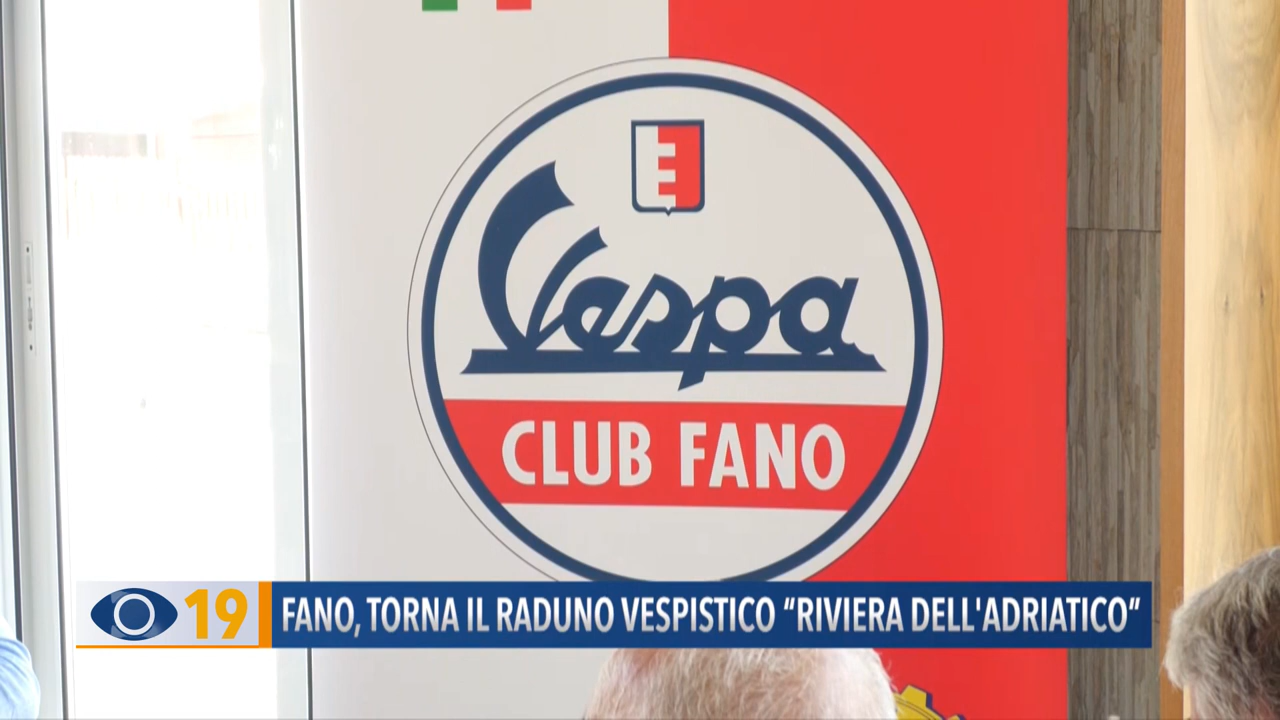 Vespa
CLUB FANO
19 FANO, TORNA IL RADUNO VESPISTICO “RIVIERA DELL'ADRIATICO”